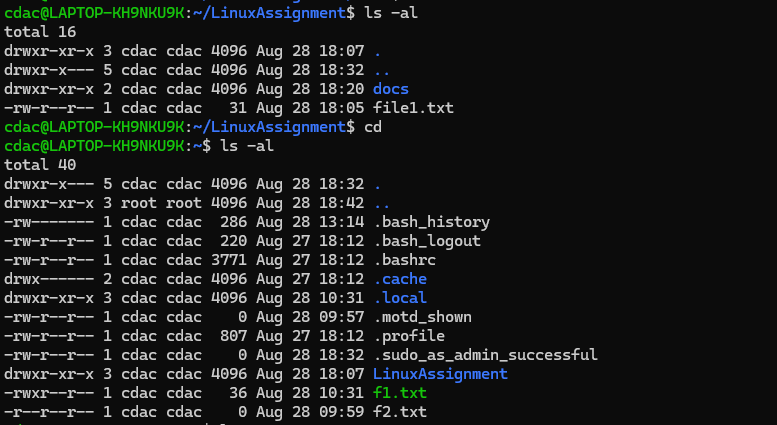 cdac@LAPTOP-KH9NKU9K:~/LinuxAssignment$ ls -al
total 16
drwxr-xr-x 3 cdac cdac 4096 Aug 28 18:07 .
drwxr-x--- 5 cdac cdac 4096 Aug 28 18:32 ..
drwxr-xr-x 2 cdac cdac 4096 Aug 28 18:20 docs
-rw-r--r-- 1 cdac cdac   31 Aug 28 18:05 file1.txt
cdac@LAPTOP-KH9NKU9K:~/LinuxAssignment$ cd
cdac@LAPTOP-KH9NKU9K:~$ ls -al
total 40
drwxr-x--- 5 cdac cdac 4096 Aug 28 18:32 .
drwxr-xr-x 3 root root 4096 Aug 28 18:42 ..
-rw------- 1 cdac cdac  286 Aug 28 13:14 .bash_history
-rw-r--r-- 1 cdac cdac  220 Aug 27 18:12 .bash_logout
-rw-r--r-- 1 cdac cdac 3771 Aug 27 18:12 .bashrc
drwx------ 2 cdac cdac 4096 Aug 27 18:12 .cache
drwxr-xr-x 3 cdac cdac 4096 Aug 28 10:31 .local
-rw-r--r-- 1 cdac cdac    0 Aug 28 09:57 .motd_shown
-rw-r--r-- 1 cdac cdac  807 Aug 27 18:12 .profile
-rw-r--r-- 1 cdac cdac    0 Aug 28 18:32 .sudo_as_admin_successful
drwxr-xr-x 3 cdac cdac 4096 Aug 28 18:07 LinuxAssignment
-rwxr--r-- 1 cdac cdac   36 Aug 28 10:31 f1.txt
-r--r--r-- 1 cdac cdac    0 Aug 28 09:59 f2.txt